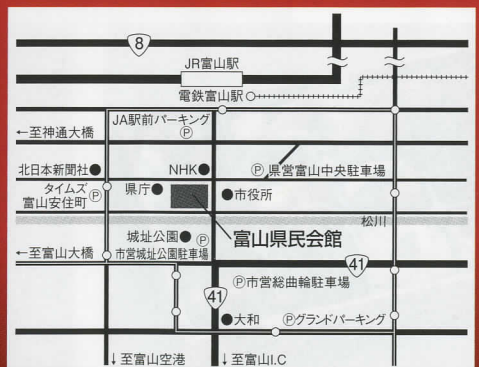 8
JR富山駅
電鉄富山駅
JA駅前パーキング
Ⓟ
←至神通大橋
北日本新聞社
NHK
Ⓟ県営富山中央駐車場
タイムズ
富山安住町
Ⓟ
県庁
市役所
松川
城址公園
Ⓟ
市営城址公園駐車場
富山県民会館
←至富山大橋
41
41
Ⓟ市営総曲輪駐車場
大和
Ⓟグランドパーキング
↓至富山空港
↓至富山I.C